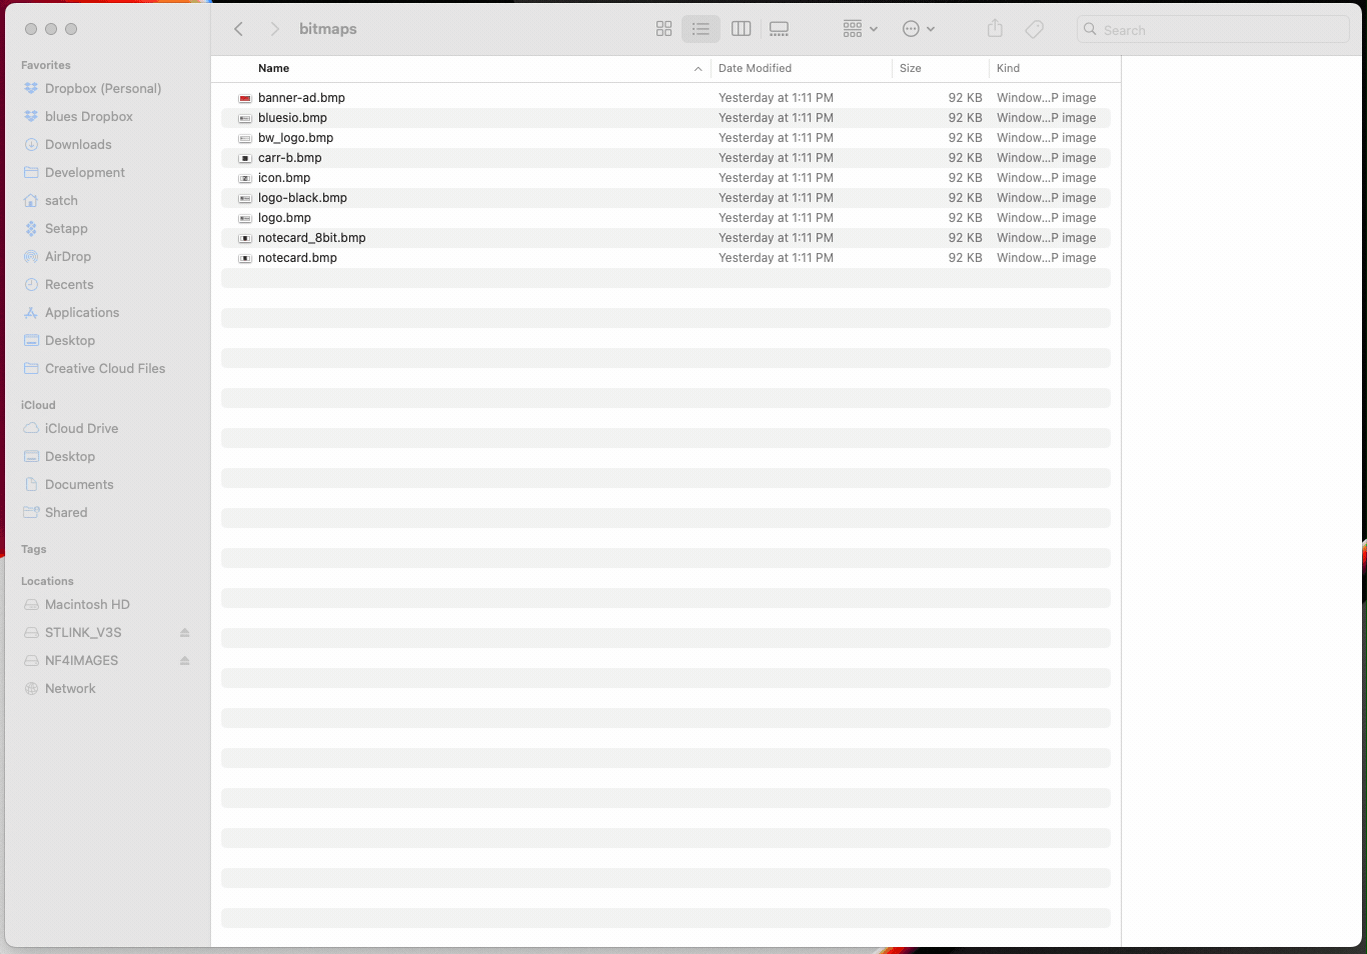 bitmaps
Search
Favorites
Dropbox (Personal)
blues Dropbox
Downloads
Development
satch
Setapp
AirDrop
Recents
Applications
Desktop
Creative Cloud Files
iCloud
iCloud Drive
Desktop
Documents
Shared
Tags
Locations
Macintosh HD
STLINK_V3S
NF4IMAGES
Network
Name Date Modified Size Kind
banner-ad.bmp Yesterday at 1:11 PM 92 KB Window...P image
bluesio.bmp Yesterday at 1:11 PM 92 KB Window...P image
bw_logo.bmp Yesterday at 1:11 PM 92 KB Window...P image
carr-b.bmp Yesterday at 1:11 PM 92 KB Window...P image
icon.bmp Yesterday at 1:11 PM 92 KB Window...P image
logo-black.bmp Yesterday at 1:11 PM 92 KB Window...P image
logo.bmp Yesterday at 1:11 PM 92 KB Window...P image
notecard_8bit.bmp Yesterday at 1:11 PM 92 KB Window...P image
notecard.bmp Yesterday at 1:11 PM 92 KB Window...P image